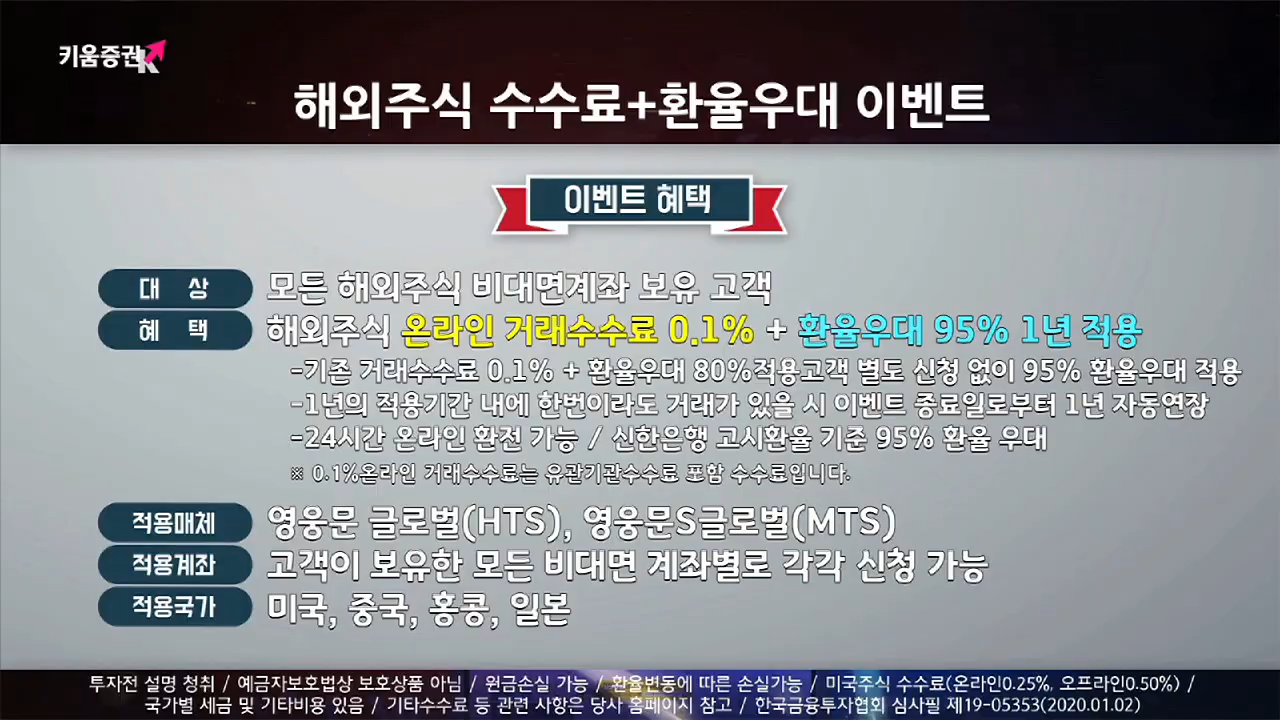 키움증권
해외주식 수수료+환율우대 이벤트
이벤트 혜택
대 상 모든 해외주식 비대면계좌 보유 고객
혜 택 해외주식 온라인 거래수수료 0.1% + 환율우대 95% 1년 적용
-기존 거래수수료 0.1% + 환율우대 80%적용고객 별도 신청 없이 95% 환율우대 적용
-1년의 적용기간 내에 한번이라도 거래가 있을 시 이벤트 종료일로부터 1년 자동연장
-24시간 온라인 환전 가능 / 신한은행 고시환율 기준 95% 환율 우대
※ 0.1%온라인 거래수수료는 유관기관수수료 포함 수수료입니다.
적용매체 영웅문 글로벌(HTS), 영웅문S글로벌(MTS)
적용계좌 고객이 보유한 모든 비대면 계좌별로 각각 신청 가능
적용국가 미국, 중국, 홍콩, 일본
투자전 설명 청취 / 예금자보호법상 보호상품 아님 / 원금손실 가능 / 환율변동에 따른 손실가능 / 미국주식 수수료(온라인0.25%, 오프라인0.50%) /
국가별 세금 및 기타비용 있음 / 기타수수료 등 관련 사항은 당사 홈페이지 참고 / 한국금융투자협회 심사필 제19-05353(2020.01.02)